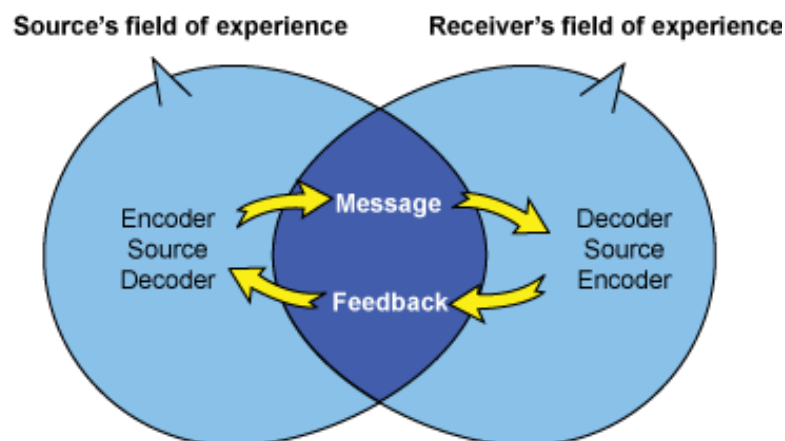 Source's field of experience
Receiver's field of experience
Encoder
Source
Decoder
Message
Feedback
Decoder
Source
Encoder